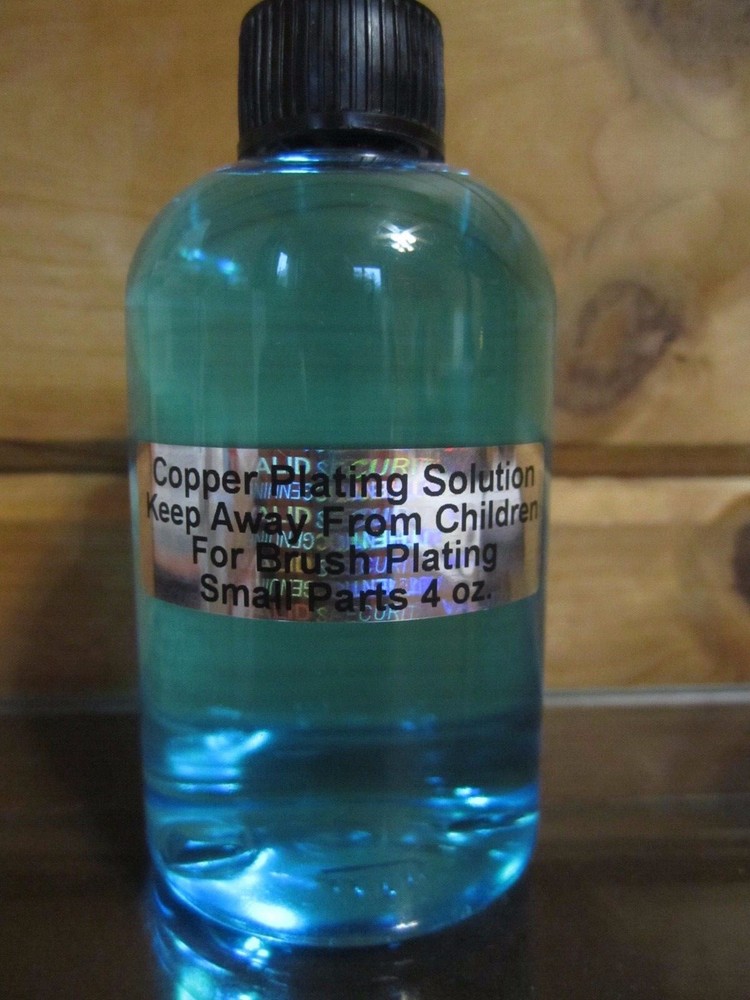 Copper Plating Solution
Keep Away From Children
For Brush Plating
Small Parts 4 oz.